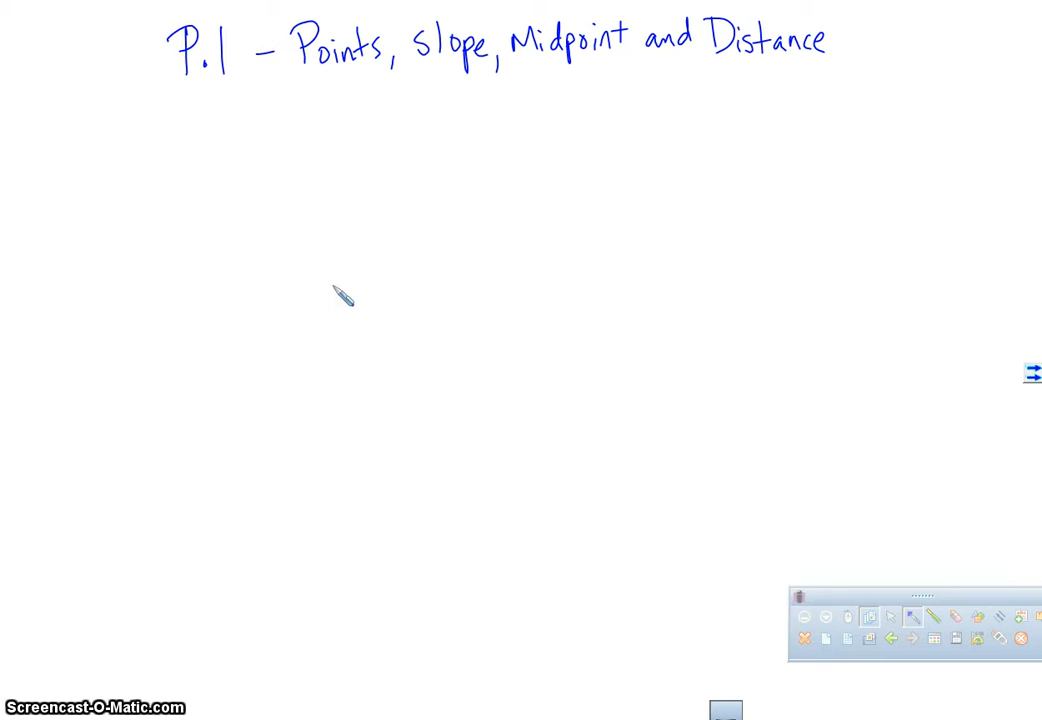 P.1 - Points, slope, Midpoint and Distance
Screencast-O-Matic.com